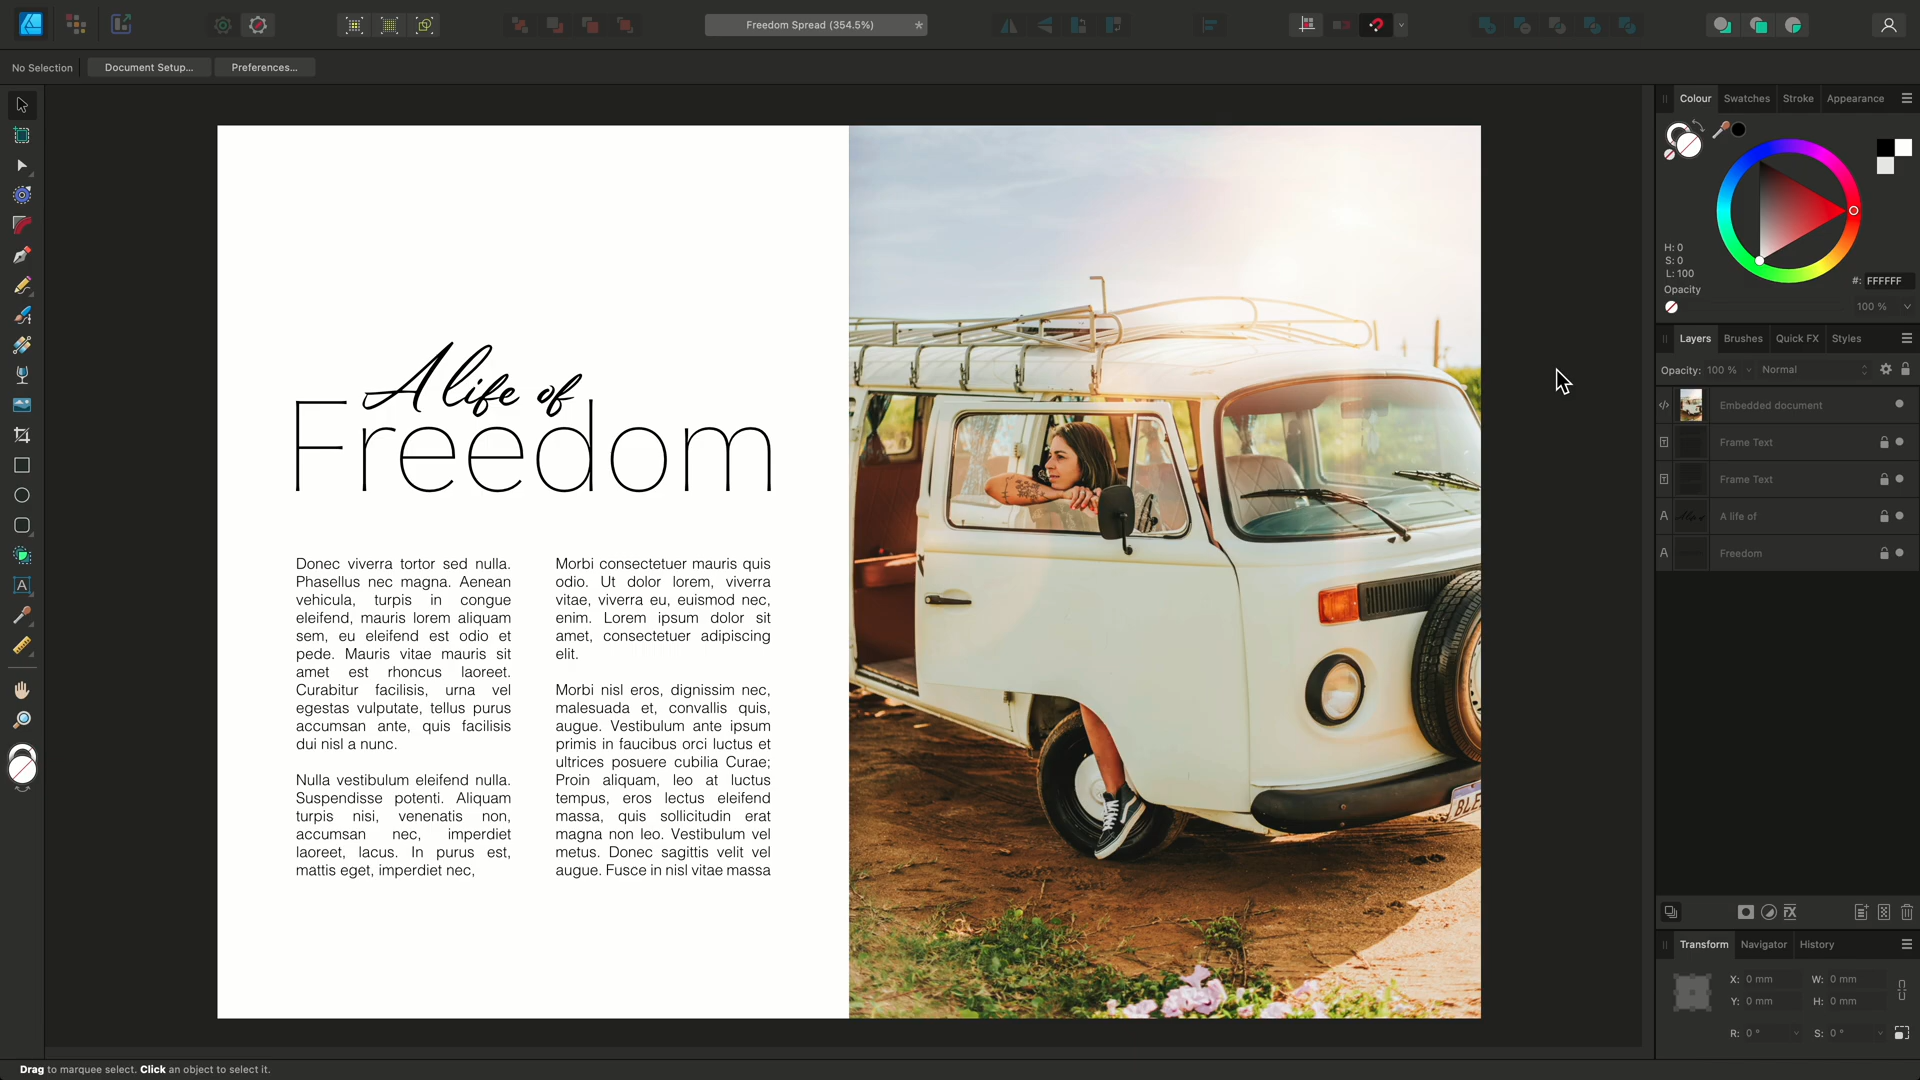 Freedom Spread (354.5%)
No Selection
Document Setup...
Preferences...
A life of
Freedom
Donec viverra tortor sed nulla.
Phasellus nec magna. Aenean
vehicula, turpis in congue
eleifend, mauris lorem aliquam
sem, eu eleifend est odio et
pede. Mauris vitae mauris sit
amet est rhoncus laoreet.
Curabitur facilisis, urna vel
egestas vulputate, tellus purus
accumsan ante, quis facilisis
dui nisl a nunc.
Nulla vestibulum eleifend nulla.
Suspendisse potenti. Aliquam
turpis nisi, venenatis non,
accumsan nec, imperdiet
laoreet, lacus. In purus est,
mattis eget, imperdiet nec,
Morbi consectetuer mauris quis
odio. Ut dolor lorem, viverra
vitae, viverra eu, euismod nec,
enim. Lorem ipsum dolor sit
amet, consectetuer adipiscing
elit.
Morbi nisl eros, dignissim nec,
malesuada et, convallis quis,
augue. Vestibulum ante ipsum
primis in faucibus orci luctus et
ultrices posuere cubilia Curae;
Proin aliquam, leo at luctus
tempus, eros lectus eleifend
massa, quis sollicitudin erat
magna non leo. Vestibulum vel
metus. Donec sagittis velit vel
augue. Fusce in nisl vitae massa
BLE
Colour Swatches Stroke Appearance
H: 0
S: 0
L: 100
#: FFFFFF
Opacity
100 %
Layers Brushes Quick FX Styles
Opacity: 100 % Normal
Embedded document
Frame Text
Frame Text
A life of
Freedom
Transform Navigator History
X: 0 mm W: 0 mm
Y: 0 mm H: 0 mm
R: 0 ° S: 0 °
Drag to marquee select. Click an object to select it.